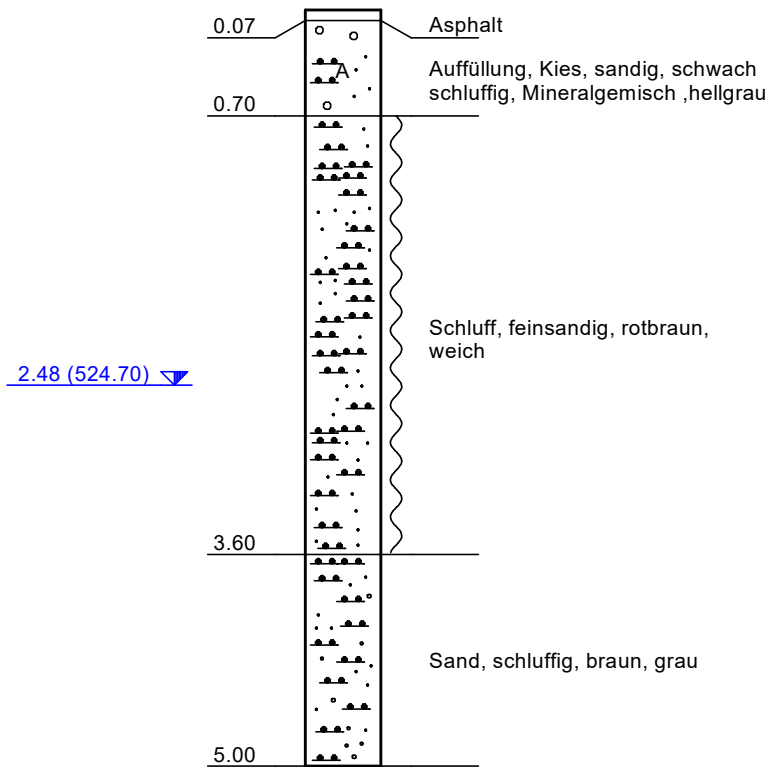 0.07
Asphalt
A
Auffüllung, Kies, sandig, schwach
schluffig, Mineralgemisch ,hellgrau
0.70
Schluff, feinsandig, rotbraun,
weich
2.48 (524.70)
3.60
Sand, schluffig, braun, grau
5.00